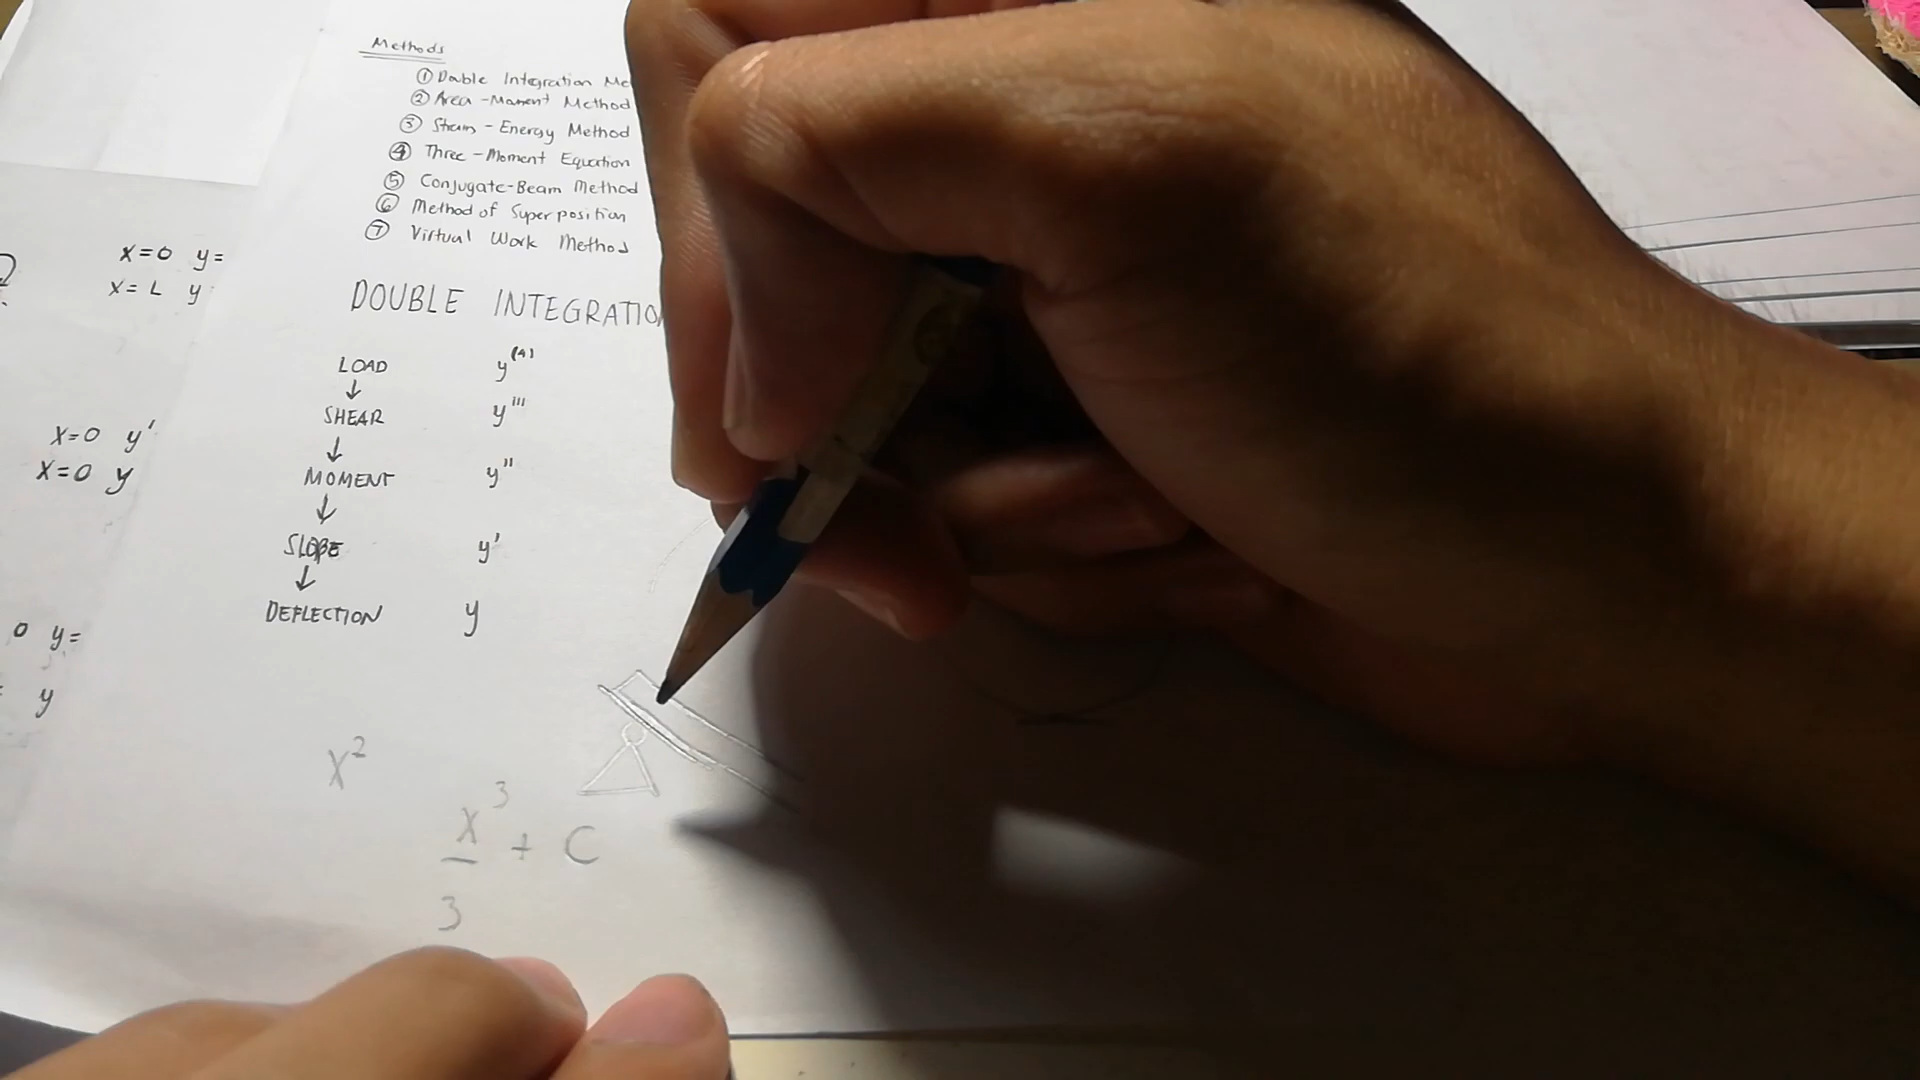 Methods
① Double Integration Me
② Area-Moment Method
③ Strain-Energy Method
④ Three-Moment Equation
⑤ Conjugate-Beam Method
⑥ Method of Superposition
⑦ Virtual Work Method
x=0 y=
x=L y
DOUBLE INTEGRATIO
LOAD y⁽⁴⁾
↓
SHEAR y'''
↓
MOMENT y''
↓
SLOPE y'
↓
DEFLECTION y
x=0 y'
x=0 y
0 y=
y
x²
x³/3 + C